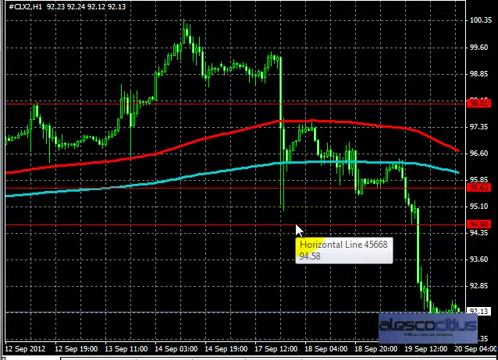 #CLX2,H1 92.23 92.24 92.12 92.13
100.35
99.60
98.85
97.35
96.60
95.85
95.63
95.10
94.35
93.60
92.85
92.13
Horizontal Line 45668
94.58
alescocitius
12 Sep 2012
12 Sep 19:00
13 Sep 11:00
14 Sep 03:00
14 Sep 19:00
17 Sep 12:00
18 Sep 04:00
18 Sep 20:00
19 Sep 12:00
20 Sep 04:00